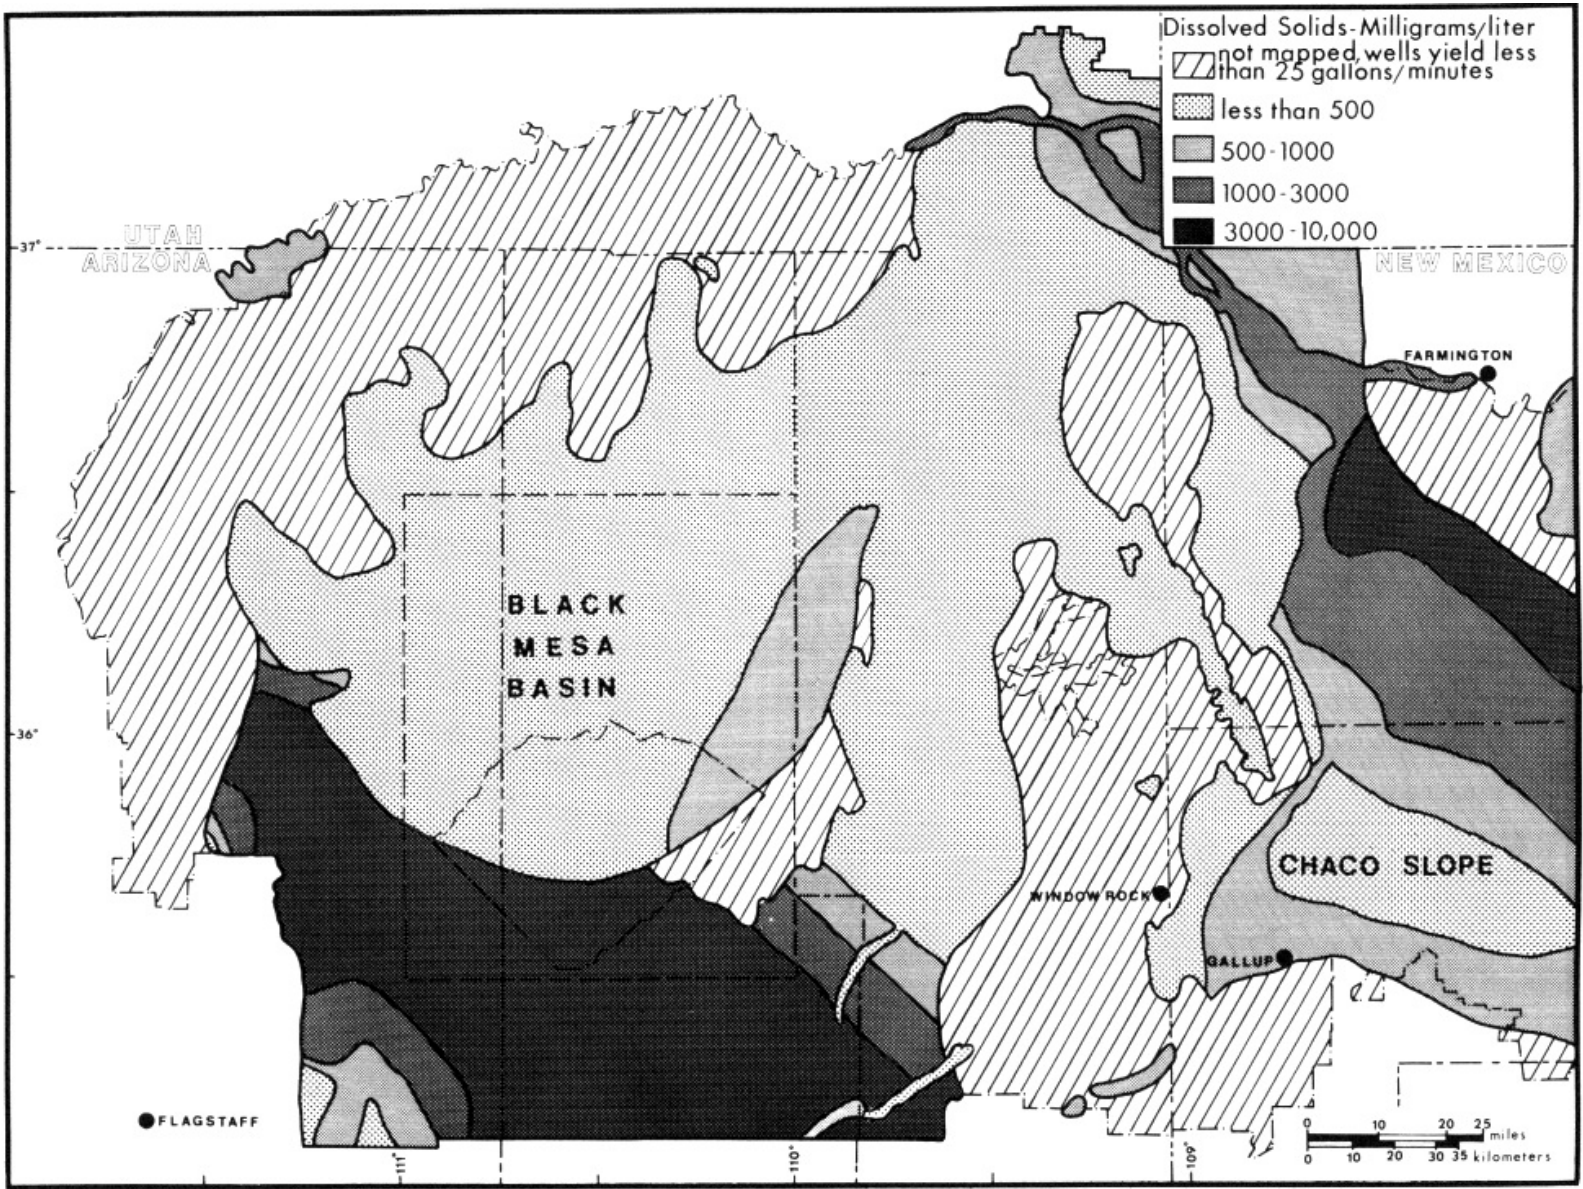 Dissolved Solids-Milligrams/liter
not mapped, wells yield less
than 25 gallons/minutes
less than 500
500-1000
1000-3000
3000-10,000
UTAH
37°
ARIZONA
NEW MEXICO
FARMINGTON
BLACK
MESA
BASIN
36°
CHACO SLOPE
WINDOW ROCK
GALLUP
FLAGSTAFF
0 10 20 25
miles
0 10 20 30 35 kilometers
111°
110°
109°